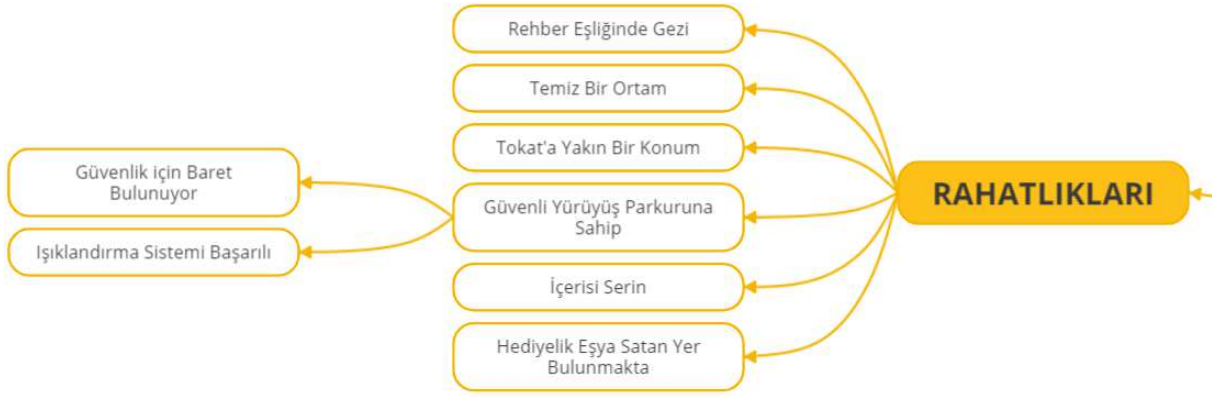 Rehber Eşliğinde Gezi
Temiz Bir Ortam
Tokat'a Yakın Bir Konum
Güvenlik için Baret
Bulunuyor
RAHATLIKLARI
Güvenli Yürüyüş Parkuruna
Sahip
Işıklandırma Sistemi Başarılı
İçerisi Serin
Hediyelik Eşya Satan Yer
Bulunmakta